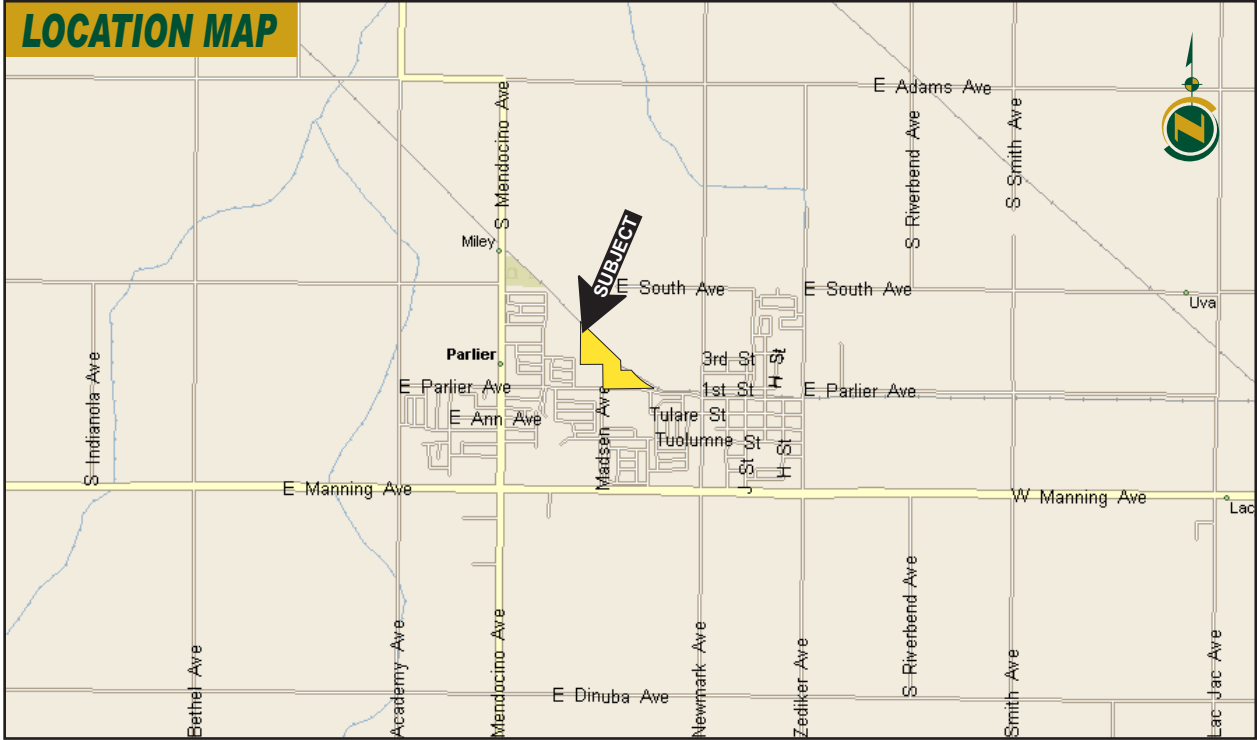 LOCATION MAP
E Adams Ave
N
S Mendocino Ave
S Riverbend Ave
S Smith Ave
Miley
SUBJECT
E South Ave
E South Ave
Uva
Parlier
3rd St
H St
S Indianola Ave
E Parlier Ave
1st St
E Parlier Ave
E Ann Ave
Madsen Ave
Tulare St
Tuolumne St
J St
H St
E Manning Ave
W Manning Ave
Lac
Bethel Ave
Academy Ave
Mendocino Ave
E Dinuba Ave
Newmark Ave
Zediker Ave
S Riverbend Ave
Smith Ave
Lac Jac Ave